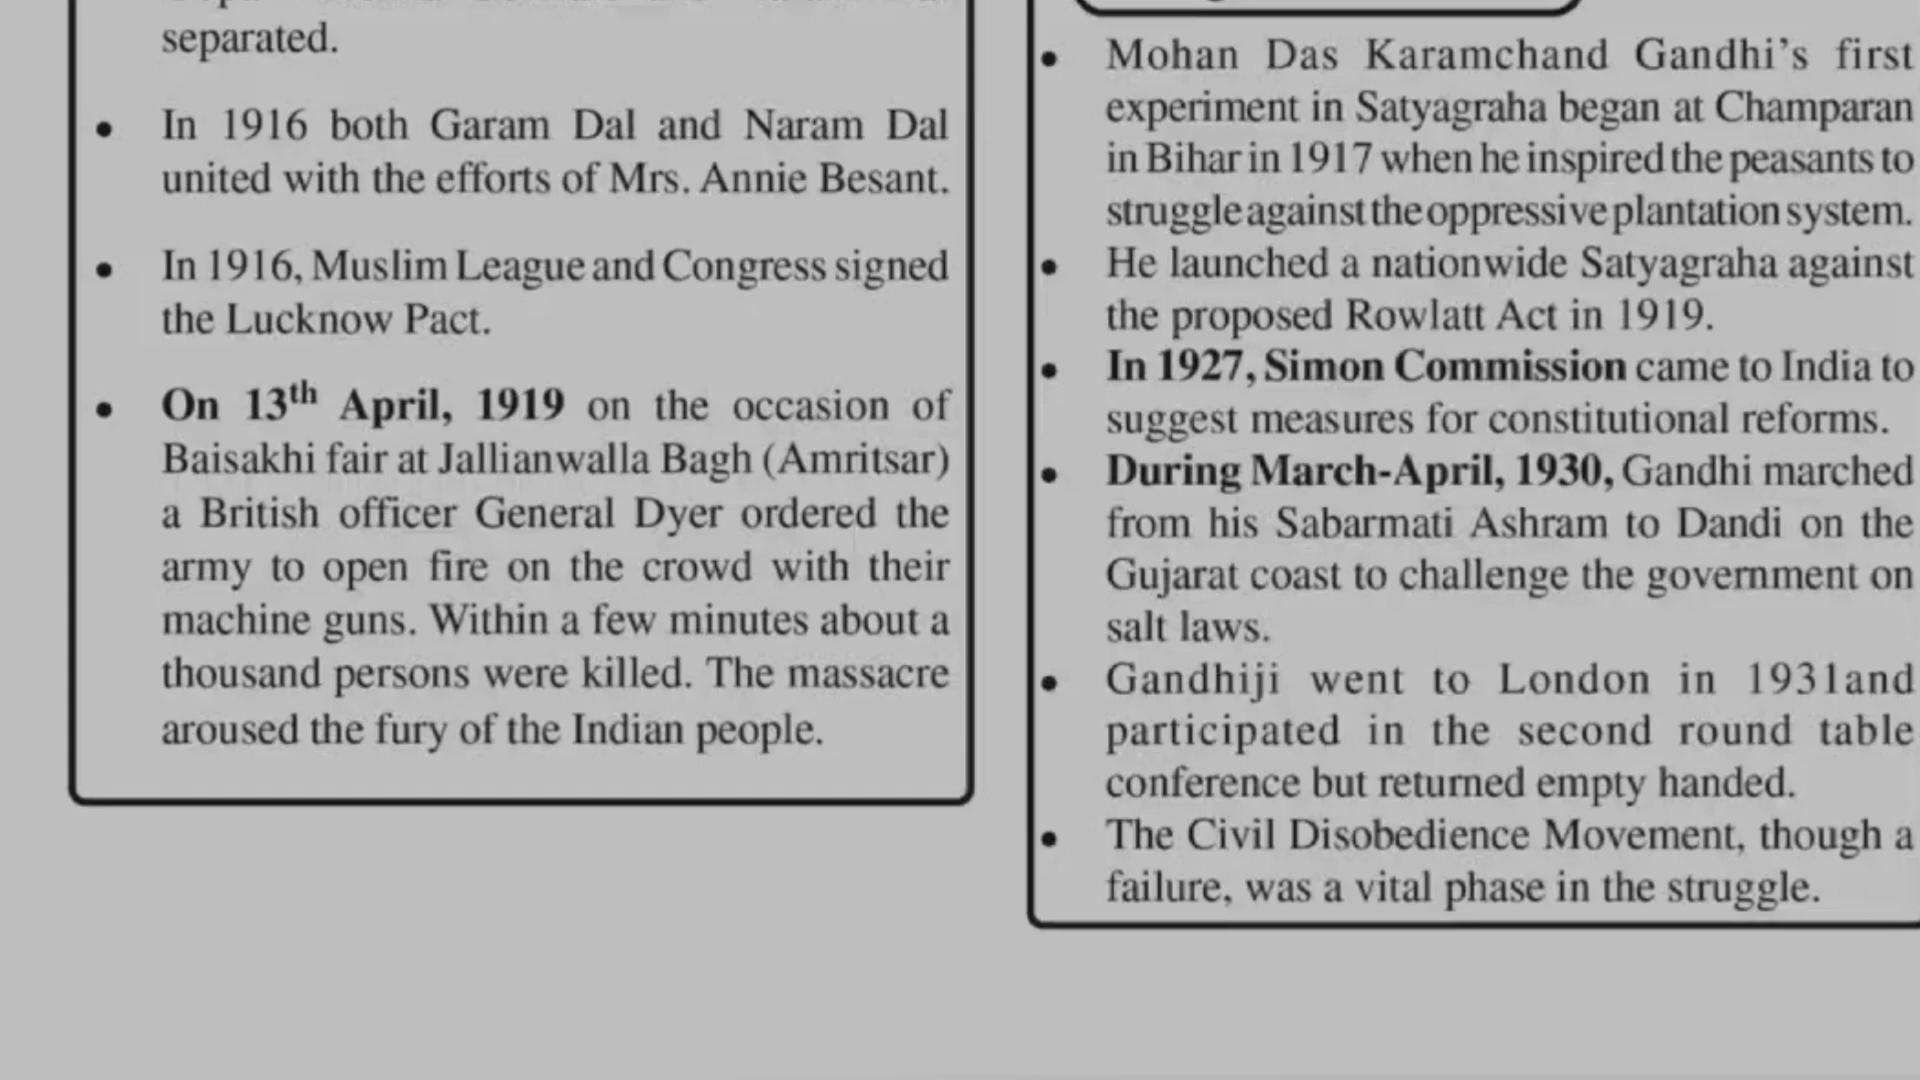 separated.
• In 1916 both Garam Dal and Naram Dal
united with the efforts of Mrs. Annie Besant.
• In 1916, Muslim League and Congress signed
the Lucknow Pact.
• On 13th April, 1919 on the occasion of
Baisakhi fair at Jallianwalla Bagh (Amritsar)
a British officer General Dyer ordered the
army to open fire on the crowd with their
machine guns. Within a few minutes about a
thousand persons were killed. The massacre
aroused the fury of the Indian people.
• Mohan Das Karamchand Gandhi's first
experiment in Satyagraha began at Champaran
in Bihar in 1917 when he inspired the peasants to
struggle against the oppressive plantation system.
• He launched a nationwide Satyagraha against
the proposed Rowlatt Act in 1919.
• In 1927, Simon Commission came to India to
suggest measures for constitutional reforms.
• During March-April, 1930, Gandhi marched
from his Sabarmati Ashram to Dandi on the
Gujarat coast to challenge the government on
salt laws.
• Gandhiji went to London in 1931and
participated in the second round table
conference but returned empty handed.
• The Civil Disobedience Movement, though a
failure, was a vital phase in the struggle.